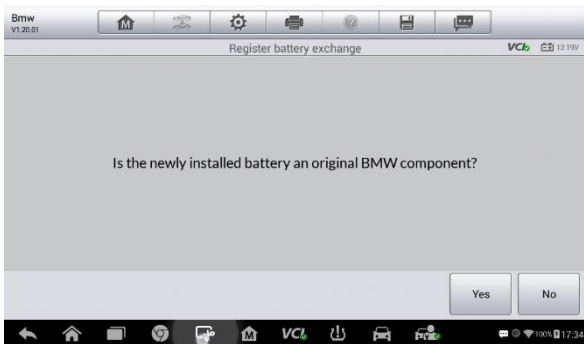 Bmw
V1.20.01
M
Register battery exchange
VCI
12.19V
Is the newly installed battery an original BMW component?
Yes
No
M
VCI
100%
17:34